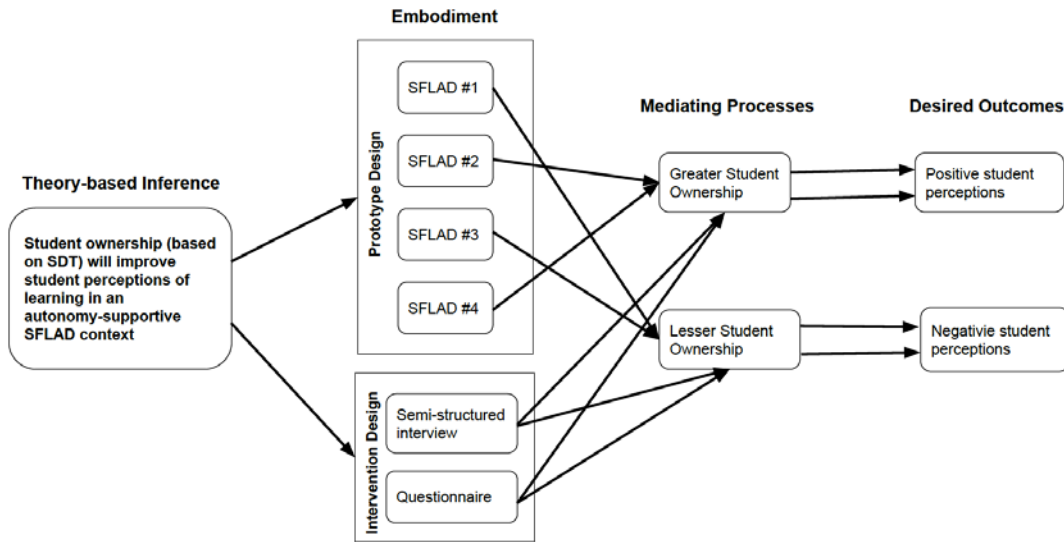 Embodiment
Prototype Design
SFLAD #1
SFLAD #2
SFLAD #3
SFLAD #4
Theory-based Inference
Student ownership (based
on SDT) will improve
student perceptions of
learning in an
autonomy-supportive
SFLAD context
Intervention Design
Semi-structured
interview
Questionnaire
Mediating Processes
Greater Student
Ownership
Lesser Student
Ownership
Desired Outcomes
Positive student
perceptions
Negativie student
perceptions